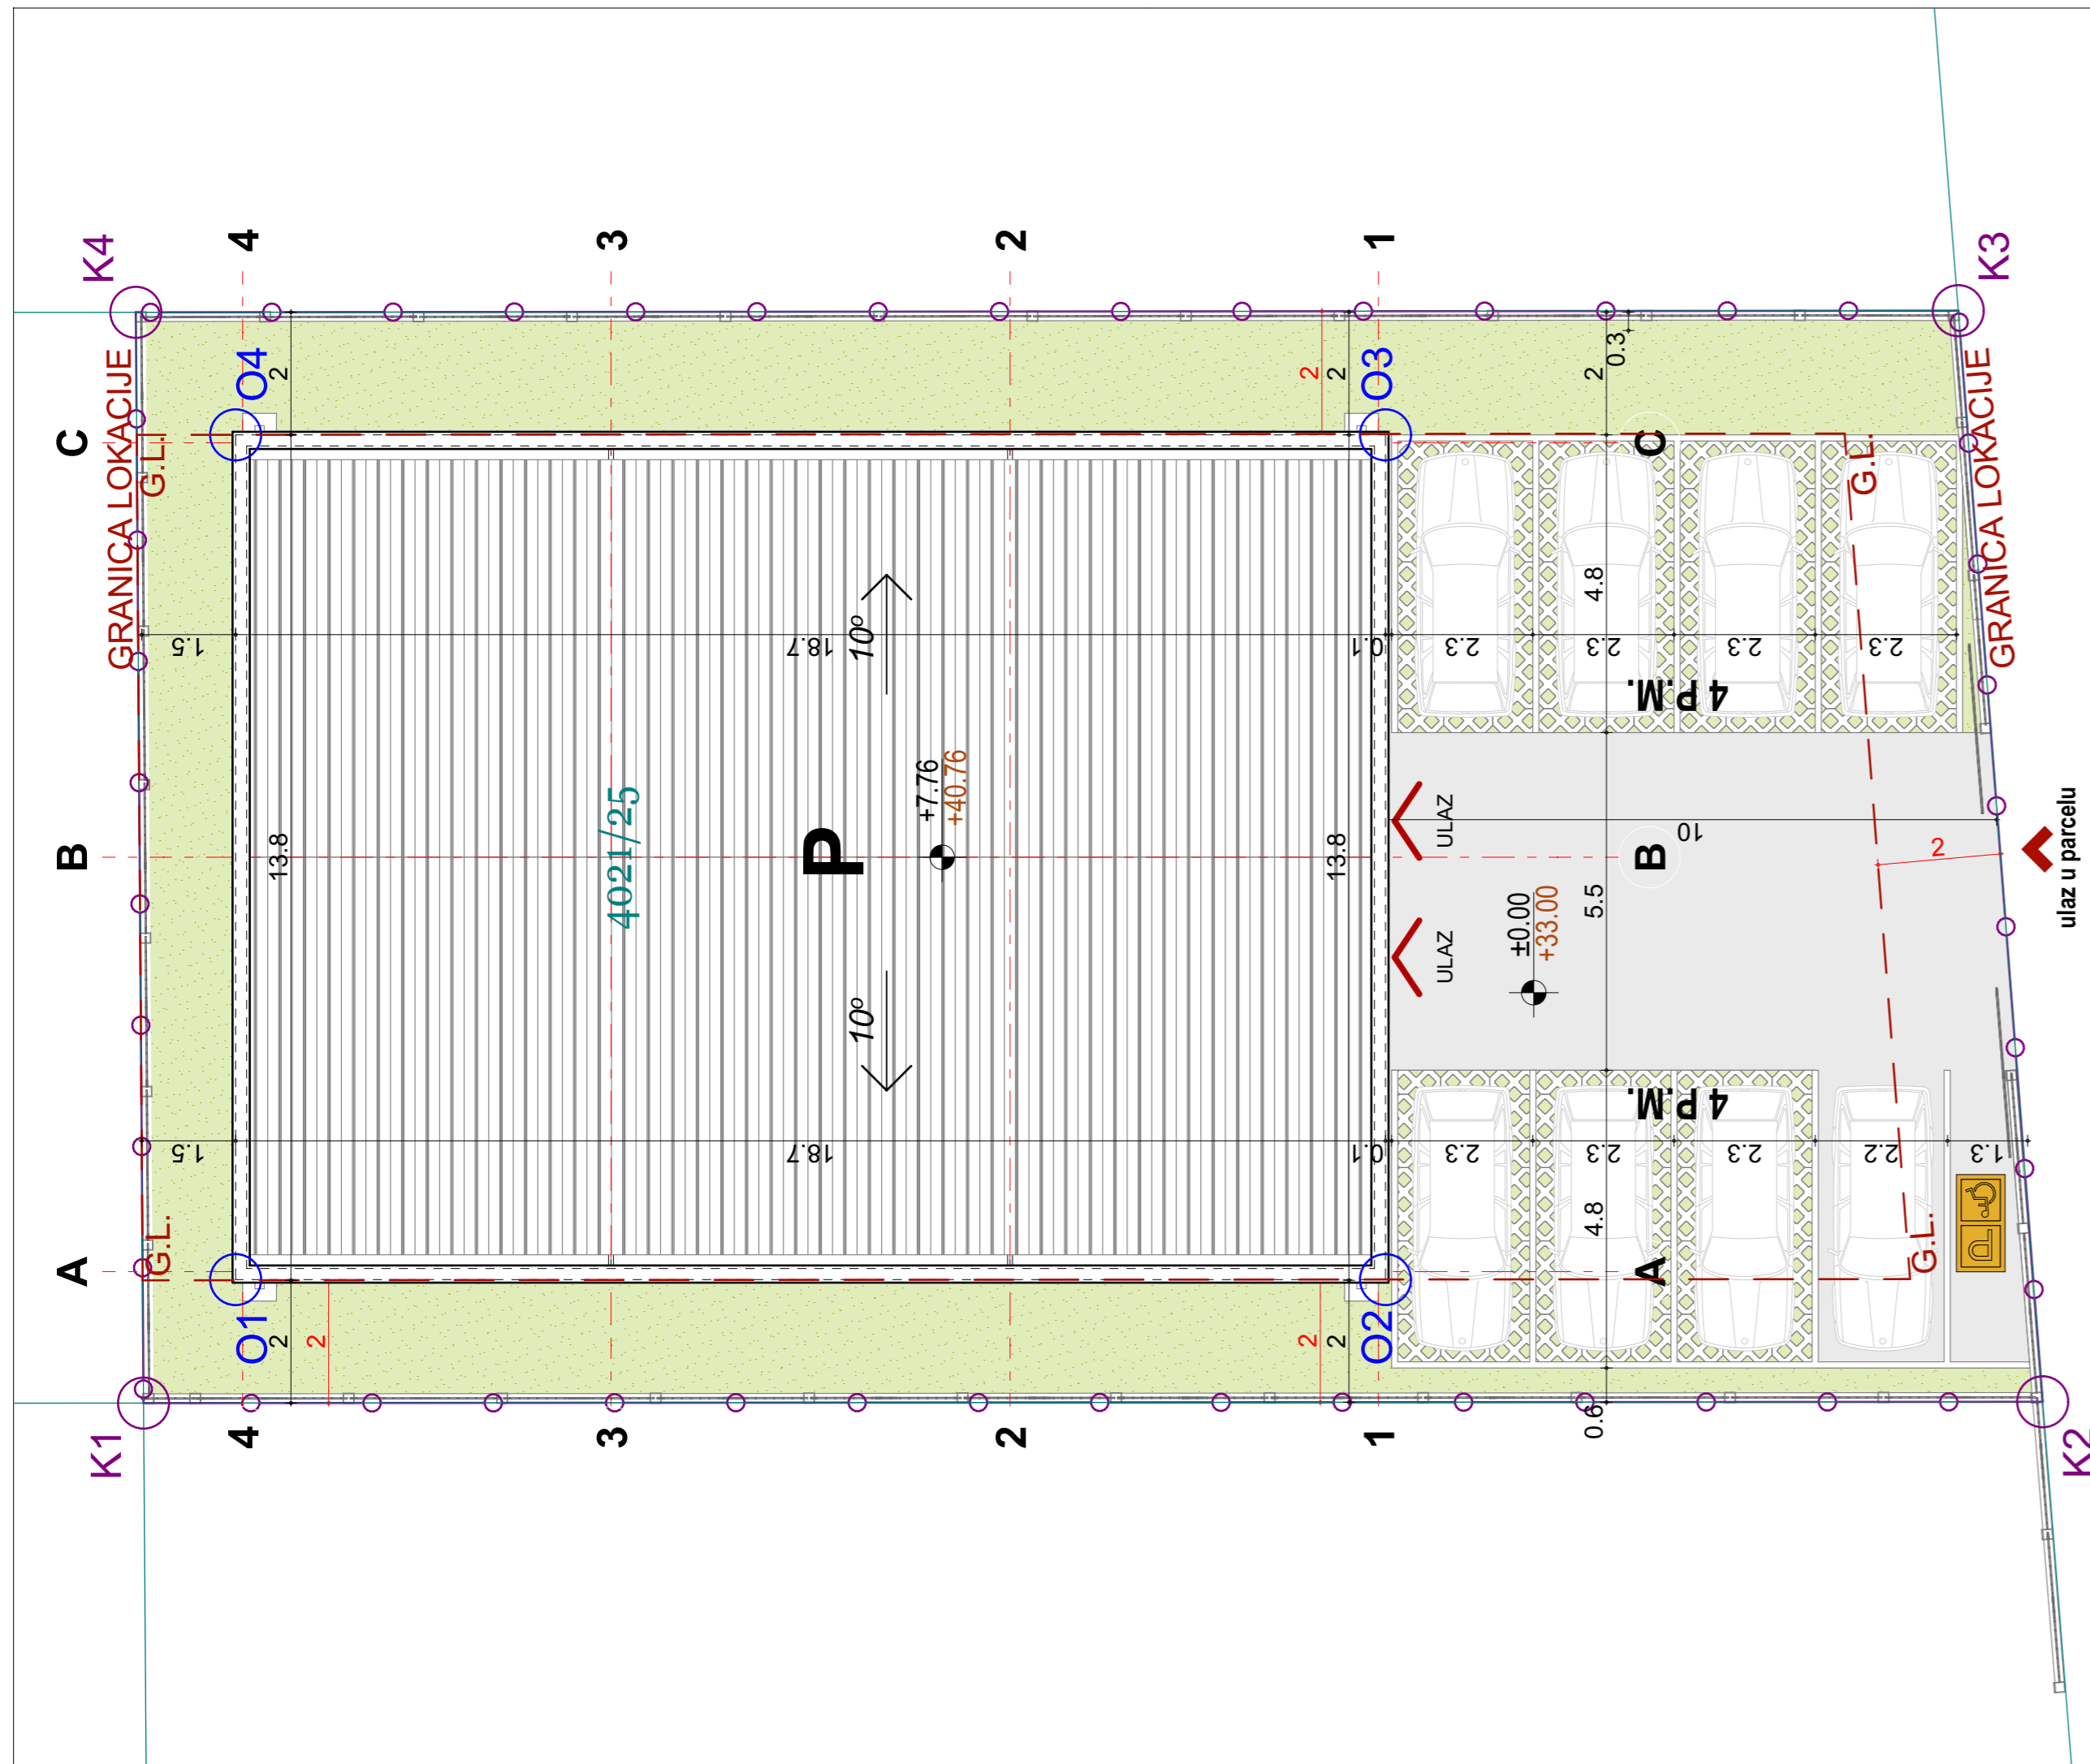 K4
4
3
2
1
K3
GRANICA LOKACIJE
G.L.
C
O4
2
2
2
O3
2
0.3
C
G.L.
GRANICA LOKACIJE
4.8
1.5
18.7
10°
0.1
2.3
2.3
2.3
2.3
4 P.M.
+7.76
+40.76
4021/25
P
B
13.8
13.8
ULAZ
B
10
2
ulaz u parcelu
ULAZ
±0.00
+33.00
5.5
10°
4 P.M.
1.5
18.7
0.1
2.3
2.3
2.3
2.2
1.3
4.8
A
G.L.
A
G.L.
O1
2
2
2
2
O2
0.6
K1
4
3
2
1
K2